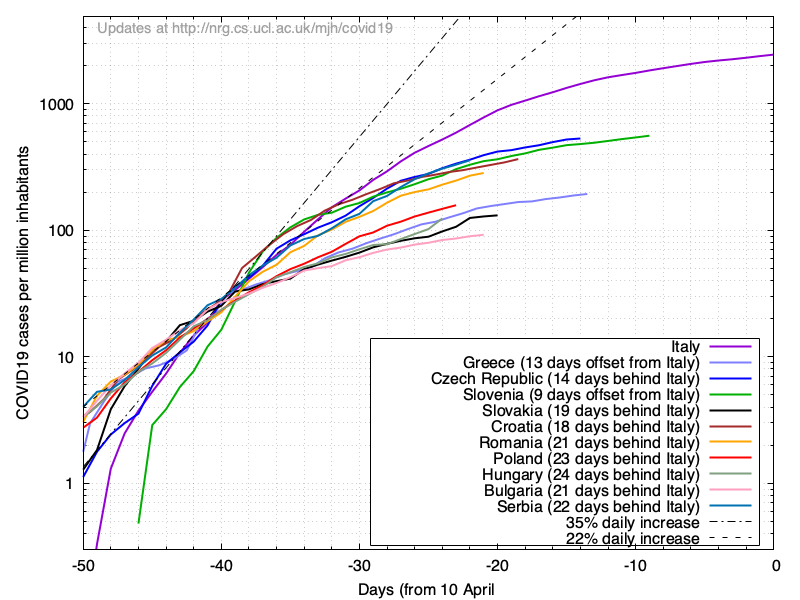 Updates at http://nrg.cs.ucl.ac.uk/mjh/covid19
COVID19 cases per million inhabitants
1000
100
10
1
Italy
Greece (13 days offset from Italy)
Czech Republic (14 days behind Italy)
Slovenia (9 days offset from Italy)
Slovakia (19 days behind Italy)
Croatia (18 days behind Italy)
Romania (21 days behind Italy)
Poland (23 days behind Italy)
Hungary (24 days behind Italy)
Bulgaria (21 days behind Italy)
Serbia (22 days behind Italy)
35% daily increase
22% daily increase
-50 -40 -30 -20 -10 0
Days (from 10 April